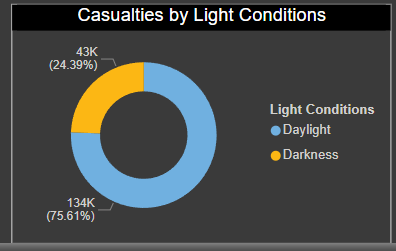 Casualties by Light Conditions
43K
(24.39%)
Light Conditions
Daylight
Darkness
134K
(75.61%)